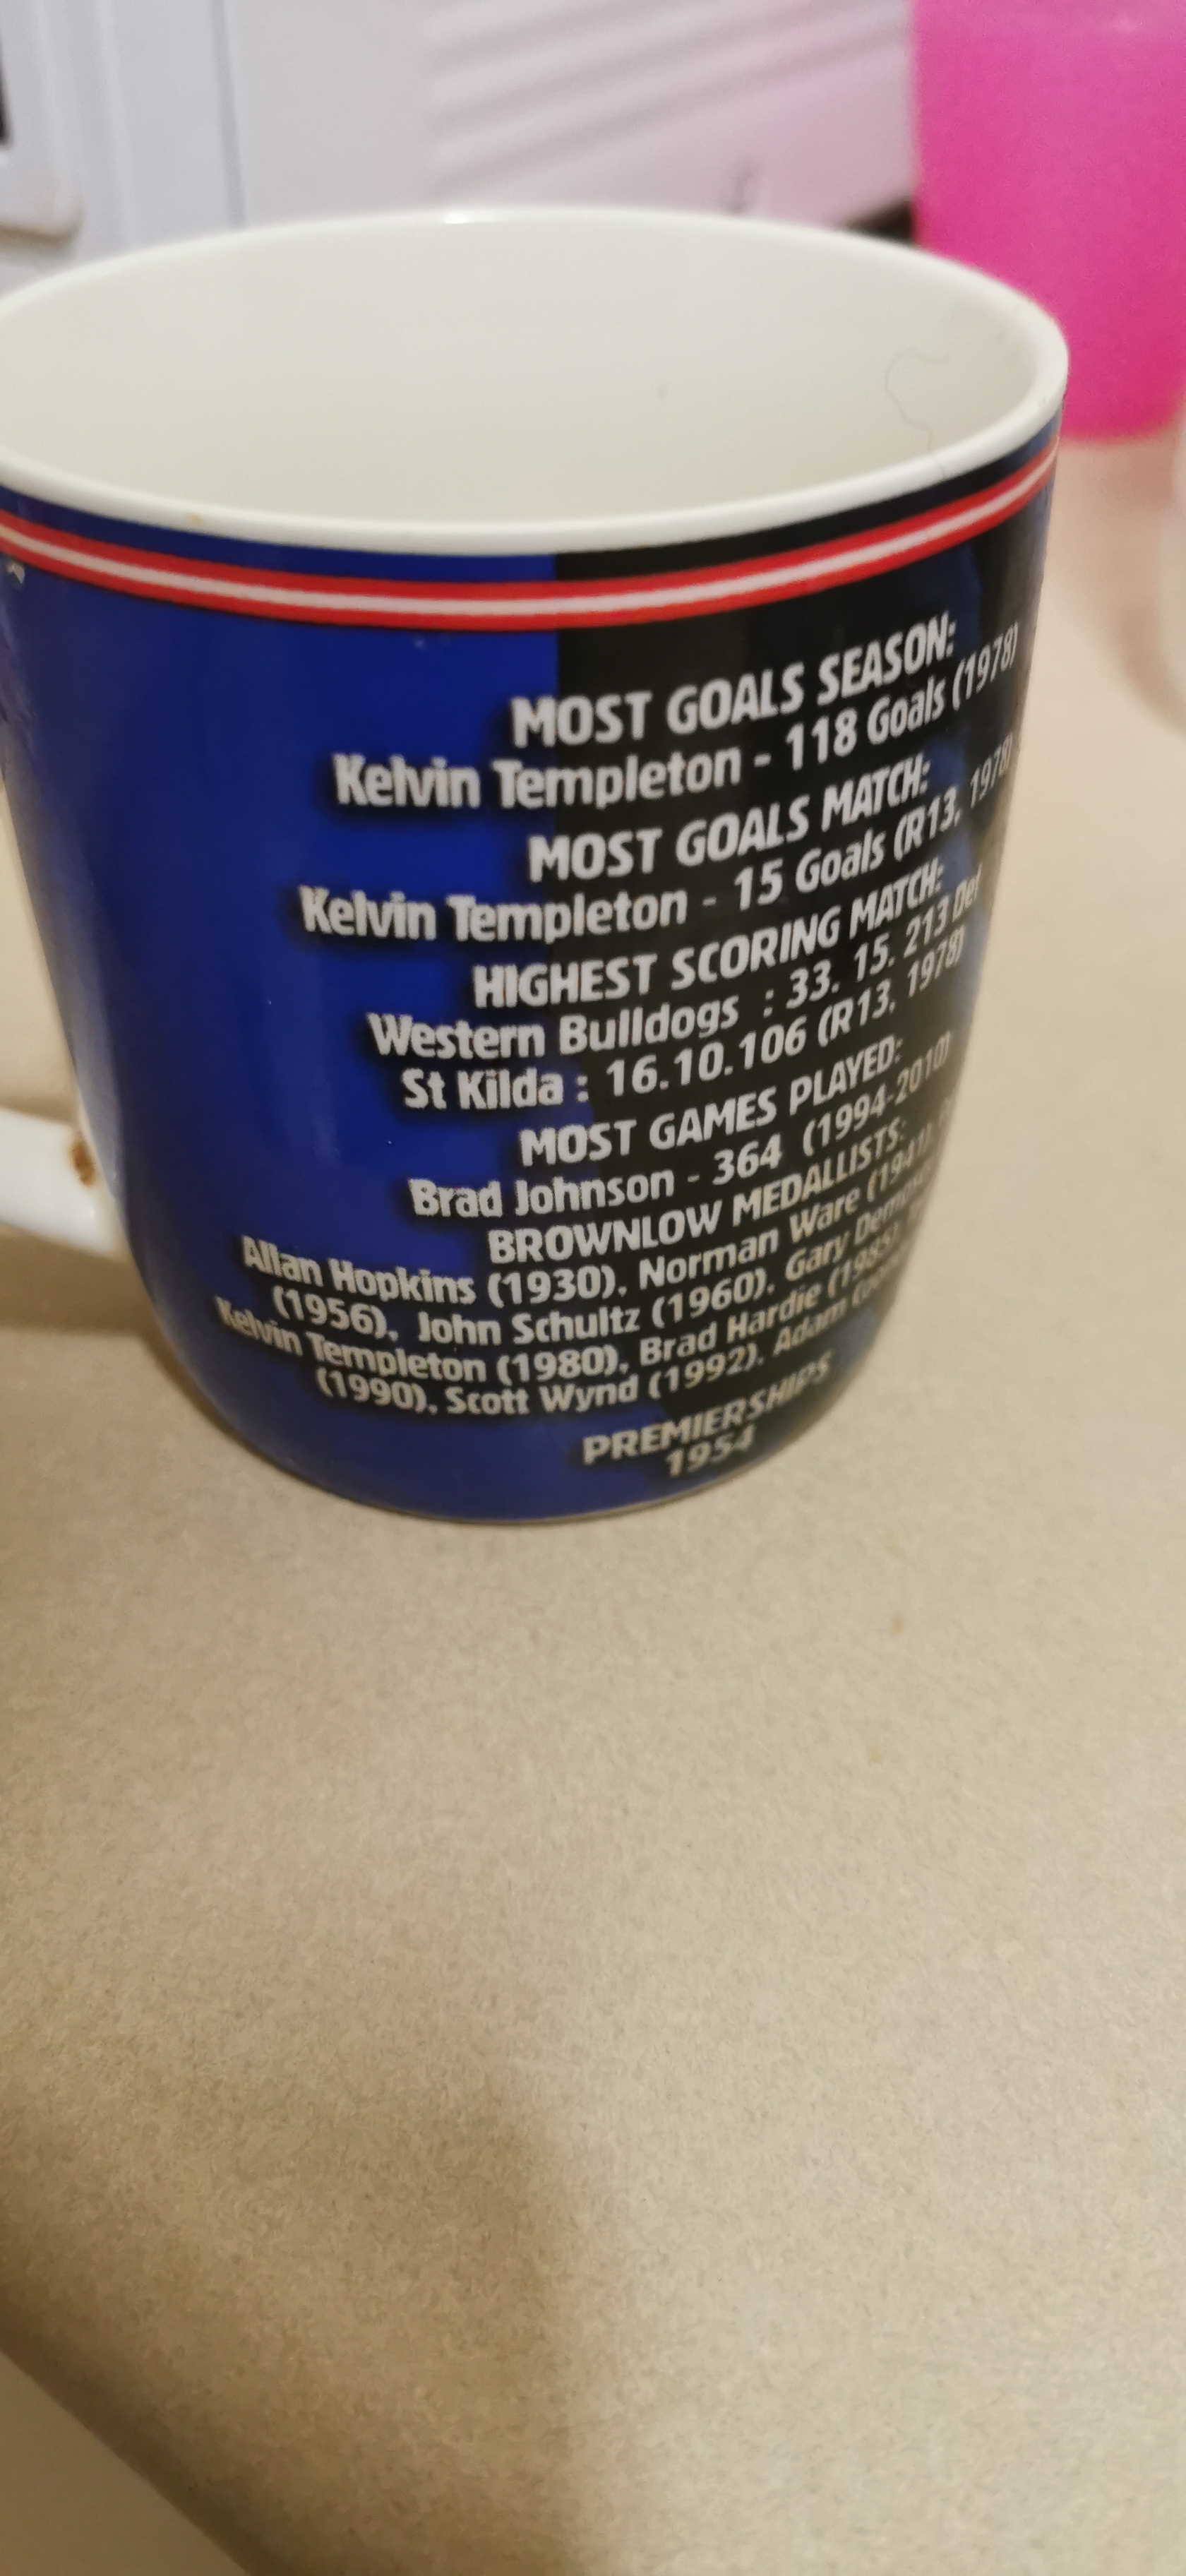 MOST GOALS SEASON:
Kelvin Templeton - 118 Goals (1978)
MOST GOALS MATCH:
Kelvin Templeton - 15 Goals (R13, 1978)
HIGHEST SCORING MATCH:
Western Bulldogs : 33. 15. 213 Def
St Kilda : 16.10.106 (R13, 1978)
MOST GAMES PLAYED:
Brad Johnson - 364 (1994-2010)
BROWNLOW MEDALLISTS:
Allan Hopkins (1930), Norman Ware (1941),
(1956), John Schultz (1960), Gary
Kelvin Templeton (1980), Brad Hardie (1985),
(1990), Scott Wynd (1992), Adam
PREMIERSHIPS
1954